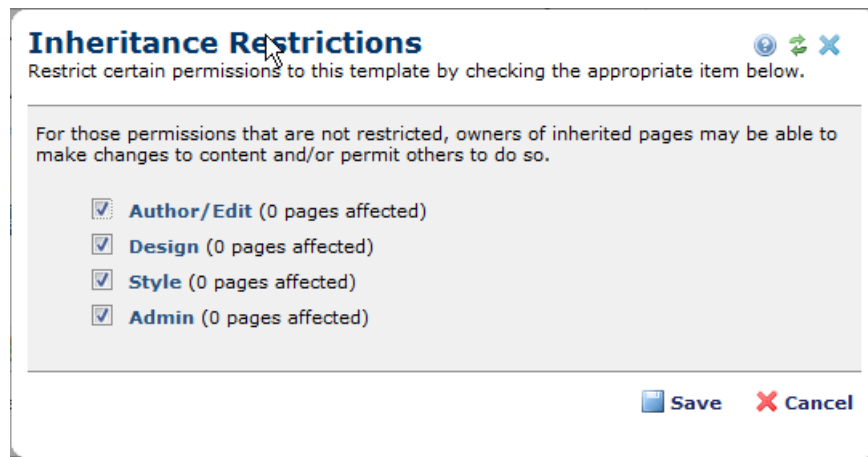 Inheritance Restrictions
Restrict certain permissions to this template by checking the appropriate item below.
For those permissions that are not restricted, owners of inherited pages may be able to
make changes to content and/or permit others to do so.
Author/Edit (0 pages affected)
Design (0 pages affected)
Style (0 pages affected)
Admin (0 pages affected)
Save Cancel